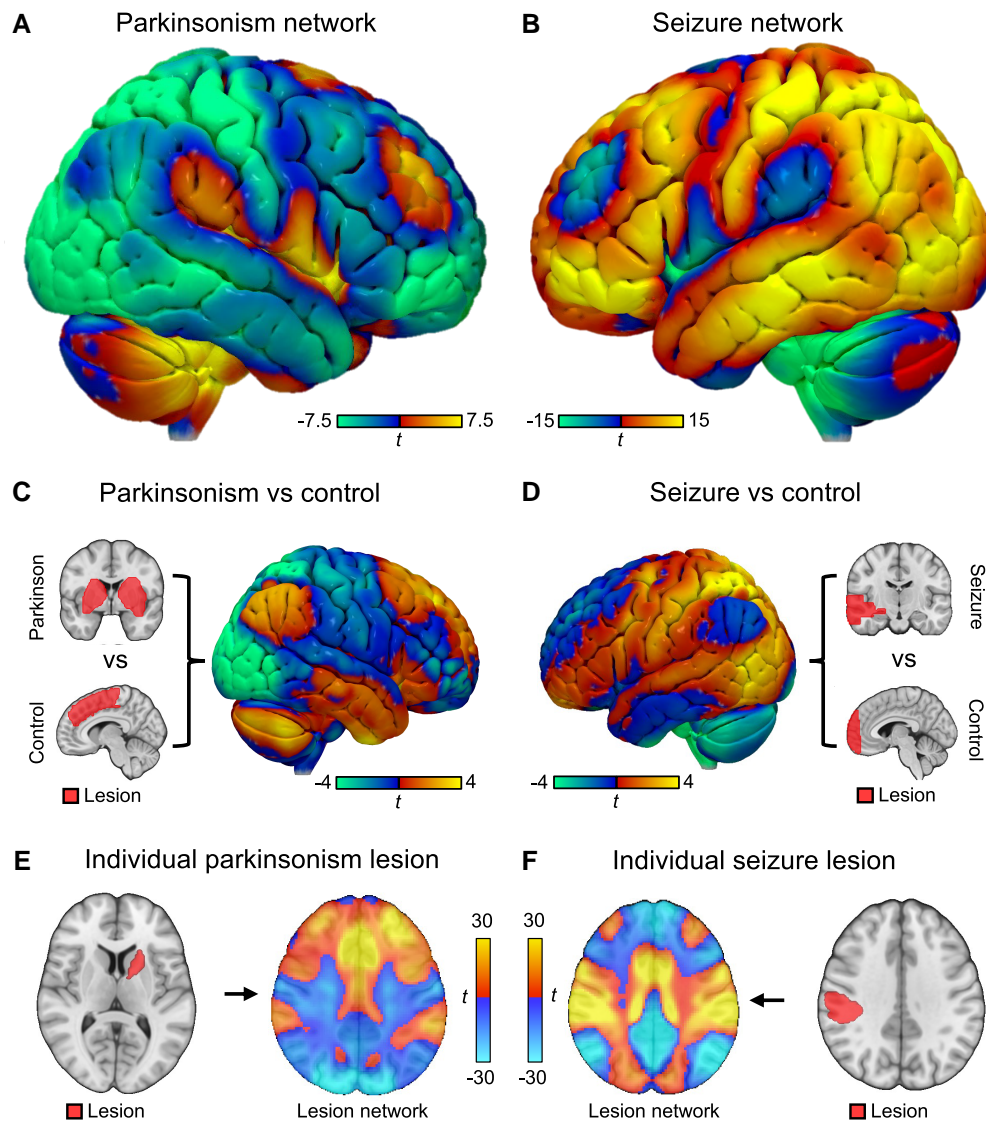 A Parkinsonism network
B Seizure network
-7.5 7.5
t
-15 15
t
C Parkinsonism vs control
D Seizure vs control
Parkinson
vs
Control
Lesion
-4 4
t
-4 4
t
Seizure
vs
Control
Lesion
E Individual parkinsonism lesion
F Individual seizure lesion
30
t
-30
30
t
-30
Lesion
Lesion network
Lesion network
Lesion